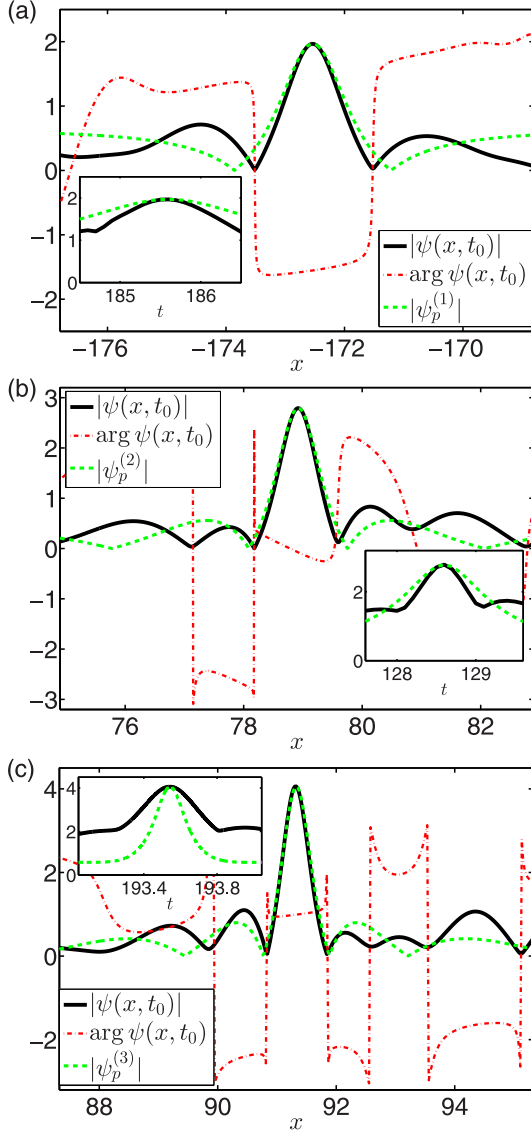 (a)
2
1
0
−1
−2
−176
−174
−172
−170
x
2
1
0
185
186
t
|ψ(x, t₀)|
arg ψ(x, t₀)
|ψₚ⁽¹⁾|
(b)
3
2
1
0
−1
−2
−3
76
78
80
82
x
|ψ(x, t₀)|
arg ψ(x, t₀)
|ψₚ⁽²⁾|
2
0
128
129
t
(c)
4
2
0
−2
88
90
92
94
x
4
2
0
193.4
193.8
t
|ψ(x, t₀)|
arg ψ(x, t₀)
|ψₚ⁽³⁾|